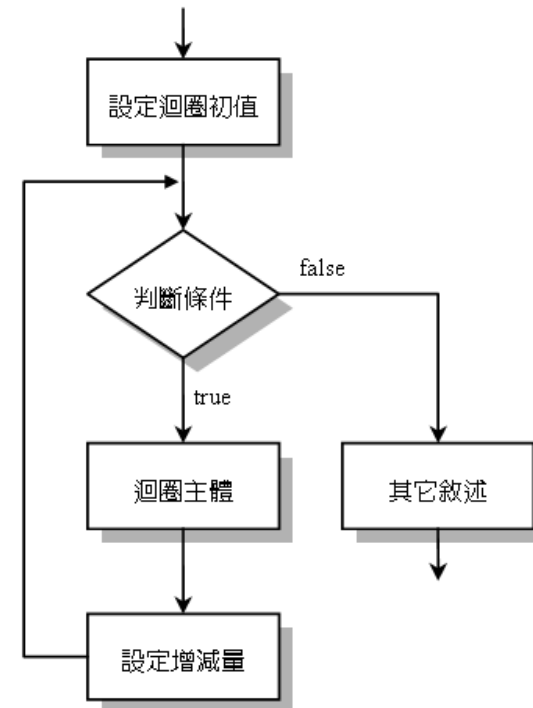 設定迴圈初值
判斷條件
false
true
迴圈主體
其它敘述
設定增減量